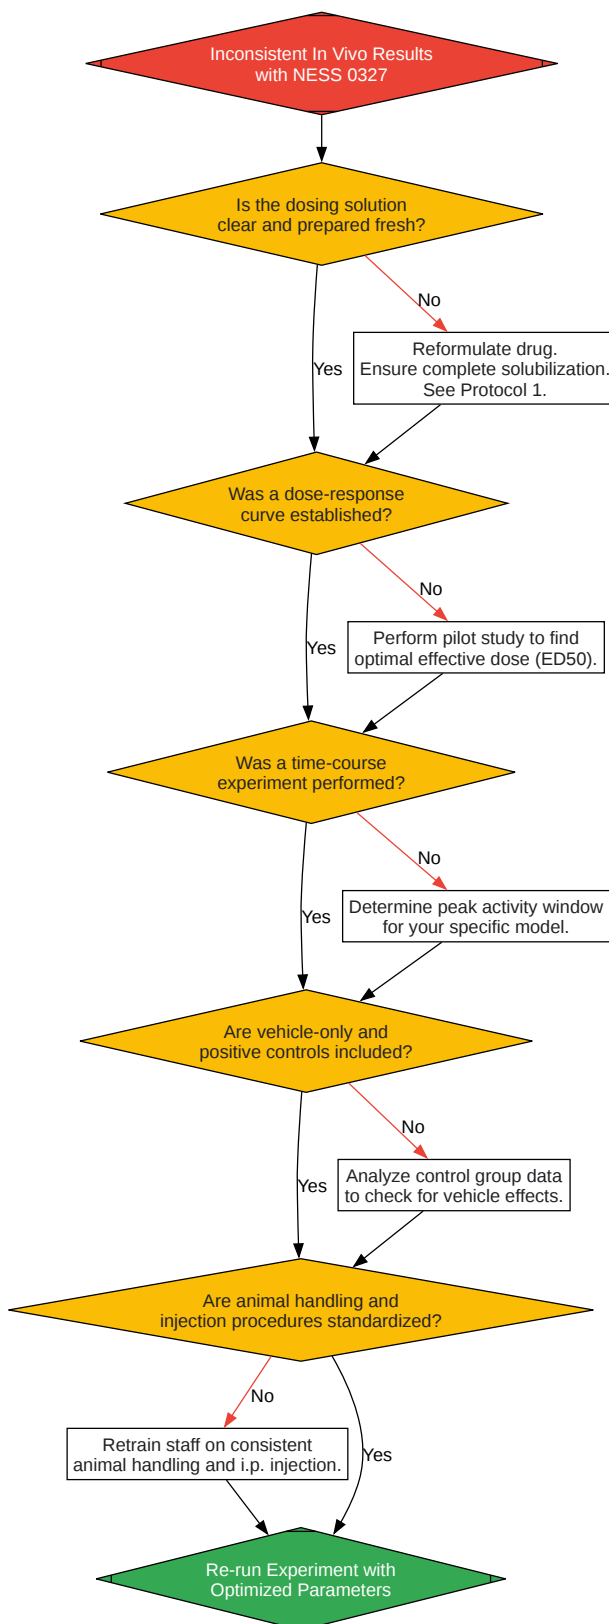 Inconsistent In Vivo Results
with NESS 0327
Is the dosing solution
clear and prepared fresh?
No
Yes
Reformulate drug.
Ensure complete solubilization.
See Protocol 1.
Was a dose-response
curve established?
No
Yes
Perform pilot study to find
optimal effective dose (ED50).
Was a time-course
experiment performed?
No
Yes
Determine peak activity window
for your specific model.
Are vehicle-only and
positive controls included?
No
Yes
Analyze control group data
to check for vehicle effects.
Are animal handling and
injection procedures standardized?
No
Yes
Retrain staff on consistent
animal handling and i.p. injection.
Re-run Experiment with
Optimized Parameters